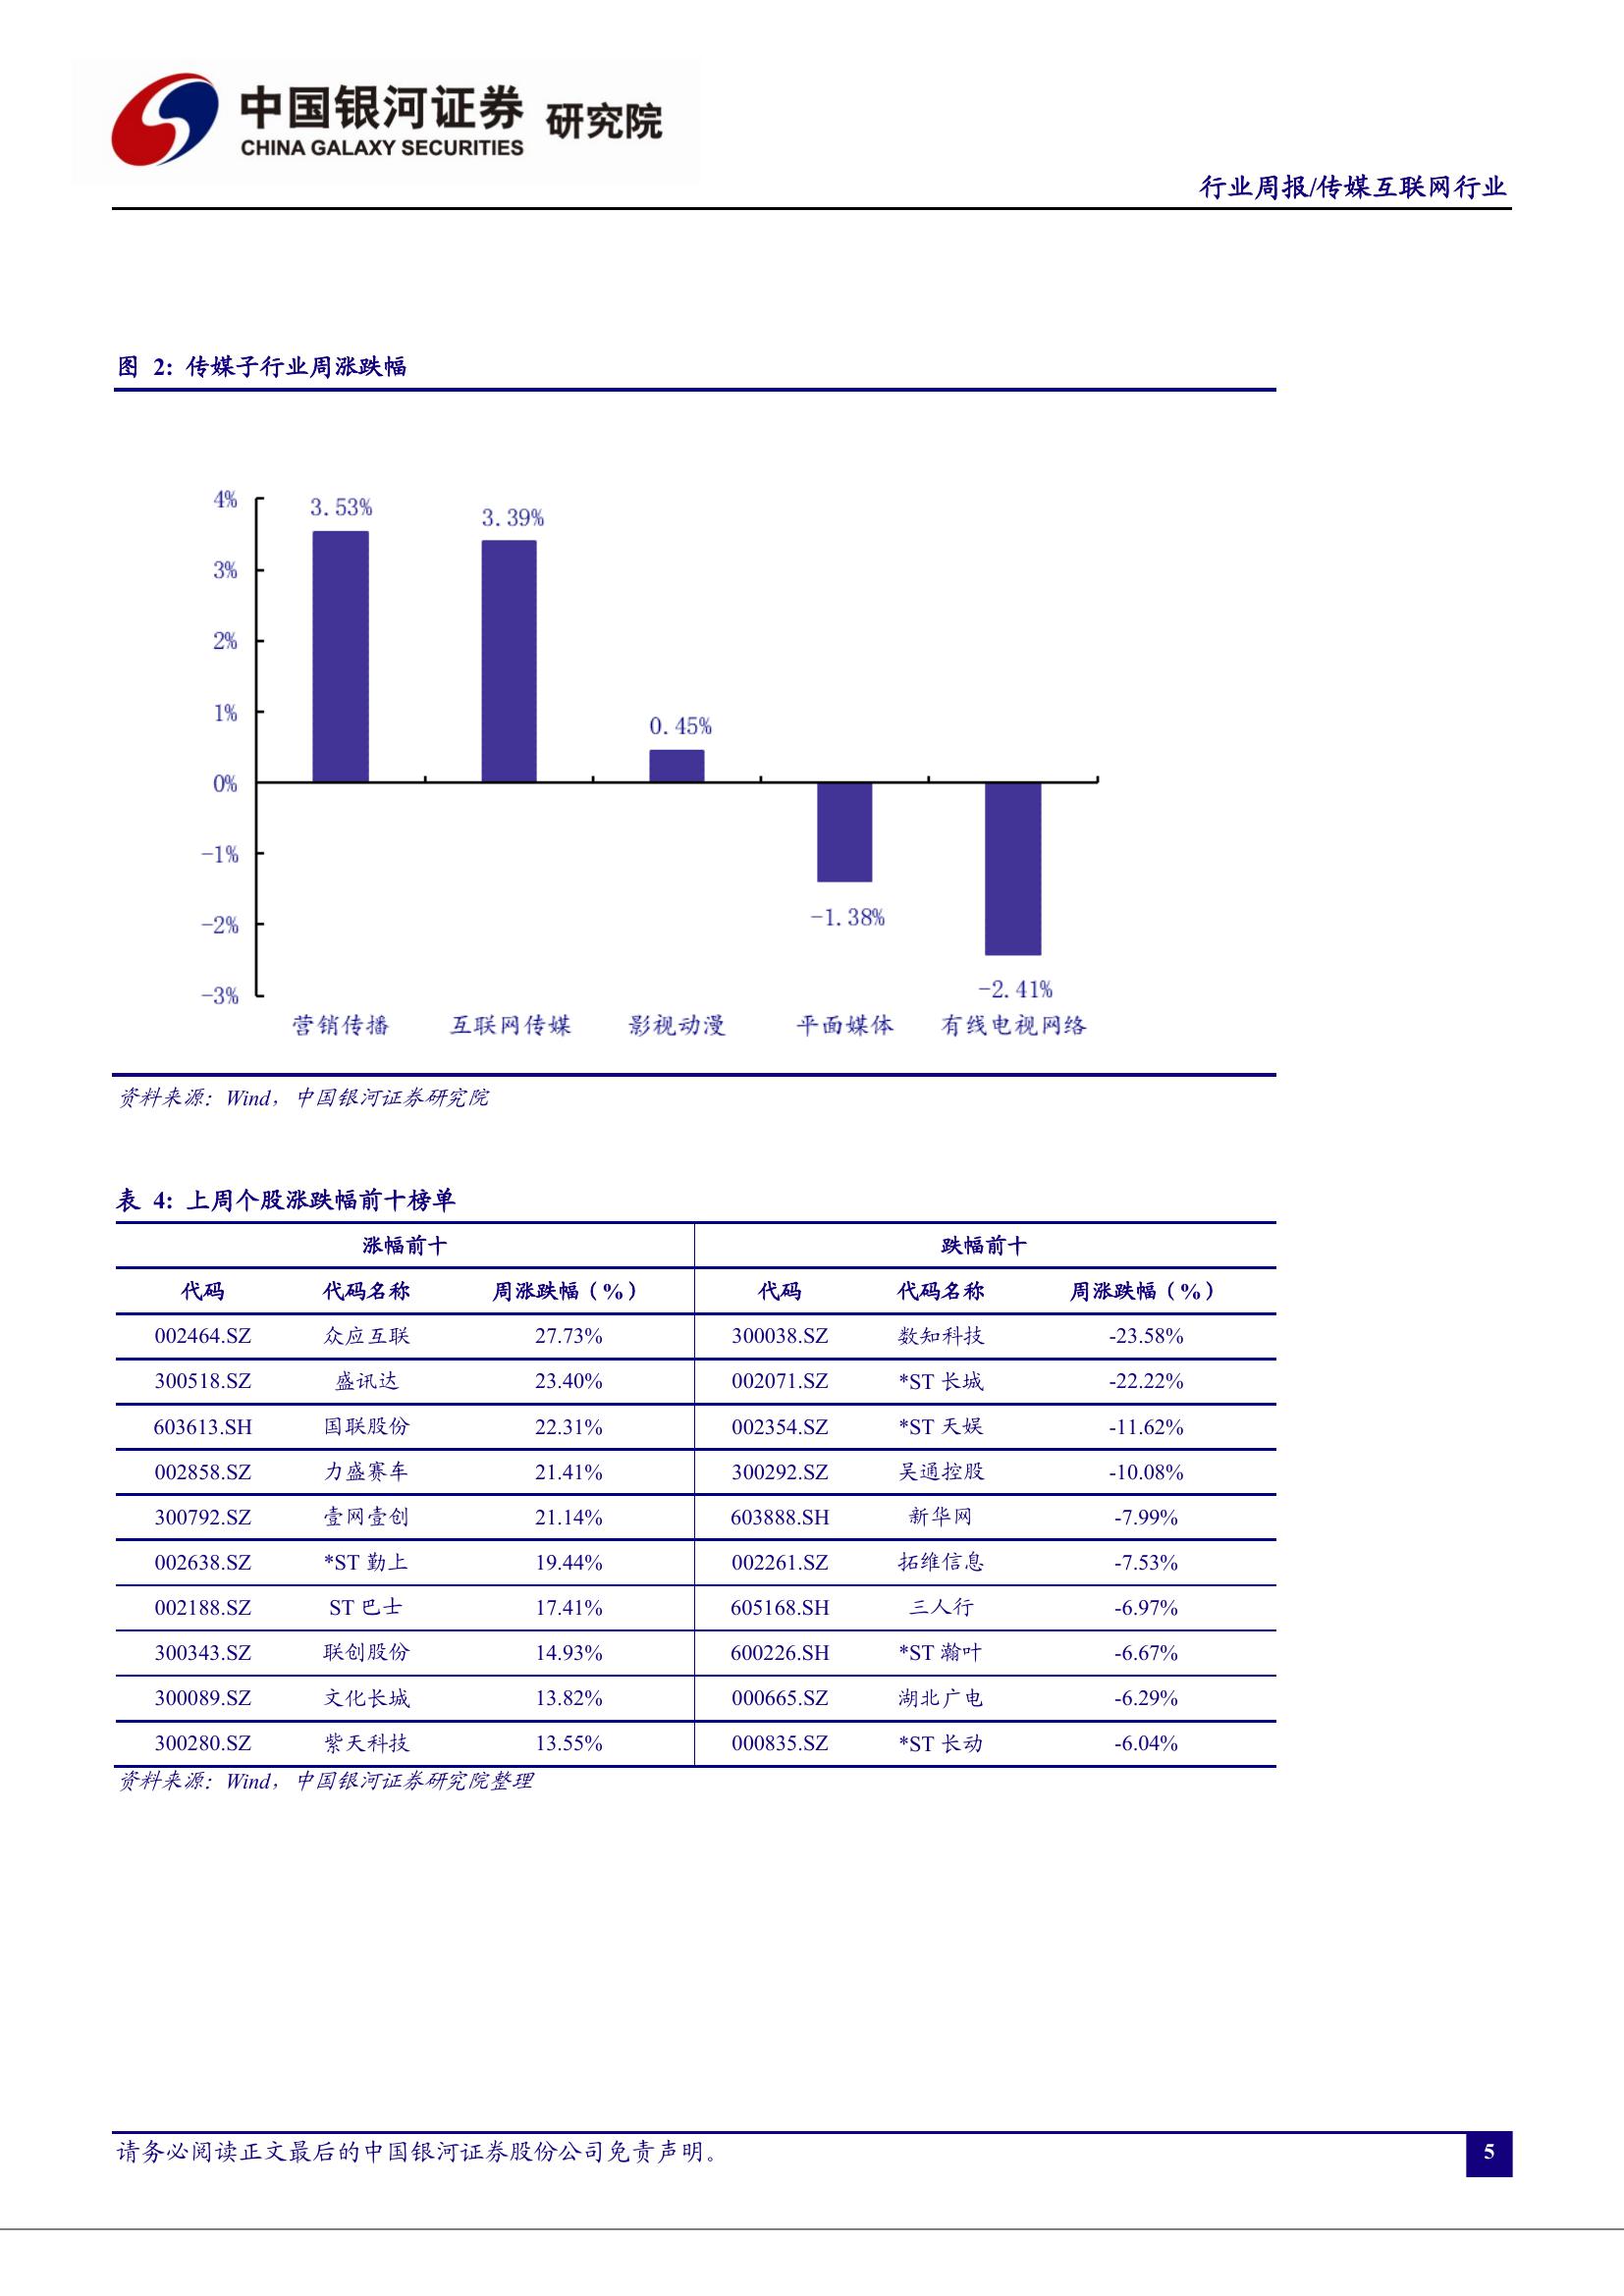 中国银河证券 研究院
CHINA GALAXY SECURITIES
行业周报/传媒互联网行业
图 2: 传媒子行业周涨跌幅
4%
3%
2%
1%
0%
-1%
-2%
-3%
3.53%
3.39%
0.45%
-1.38%
-2.41%
营销传播 互联网传媒 影视动漫 平面媒体 有线电视网络
资料来源：Wind，中国银河证券研究院
表 4: 上周个股涨跌幅前十榜单
涨幅前十 跌幅前十
代码 代码名称 周涨跌幅（%） 代码 代码名称 周涨跌幅（%）
002464.SZ 众应互联 27.73% 300038.SZ 数知科技 -23.58%
300518.SZ 盛讯达 23.40% 002071.SZ *ST 长城 -22.22%
603613.SH 国联股份 22.31% 002354.SZ *ST 天娱 -11.62%
002858.SZ 力盛赛车 21.41% 300292.SZ 吴通控股 -10.08%
300792.SZ 壹网壹创 21.14% 603888.SH 新华网 -7.99%
002638.SZ *ST 勤上 19.44% 002261.SZ 拓维信息 -7.53%
002188.SZ ST 巴士 17.41% 605168.SH 三人行 -6.97%
300343.SZ 联创股份 14.93% 600226.SH *ST 瀚叶 -6.67%
300089.SZ 文化长城 13.82% 000665.SZ 湖北广电 -6.29%
300280.SZ 紫天科技 13.55% 000835.SZ *ST 长动 -6.04%
资料来源：Wind，中国银河证券研究院整理
请务必阅读正文最后的中国银河证券股份公司免责声明。
5